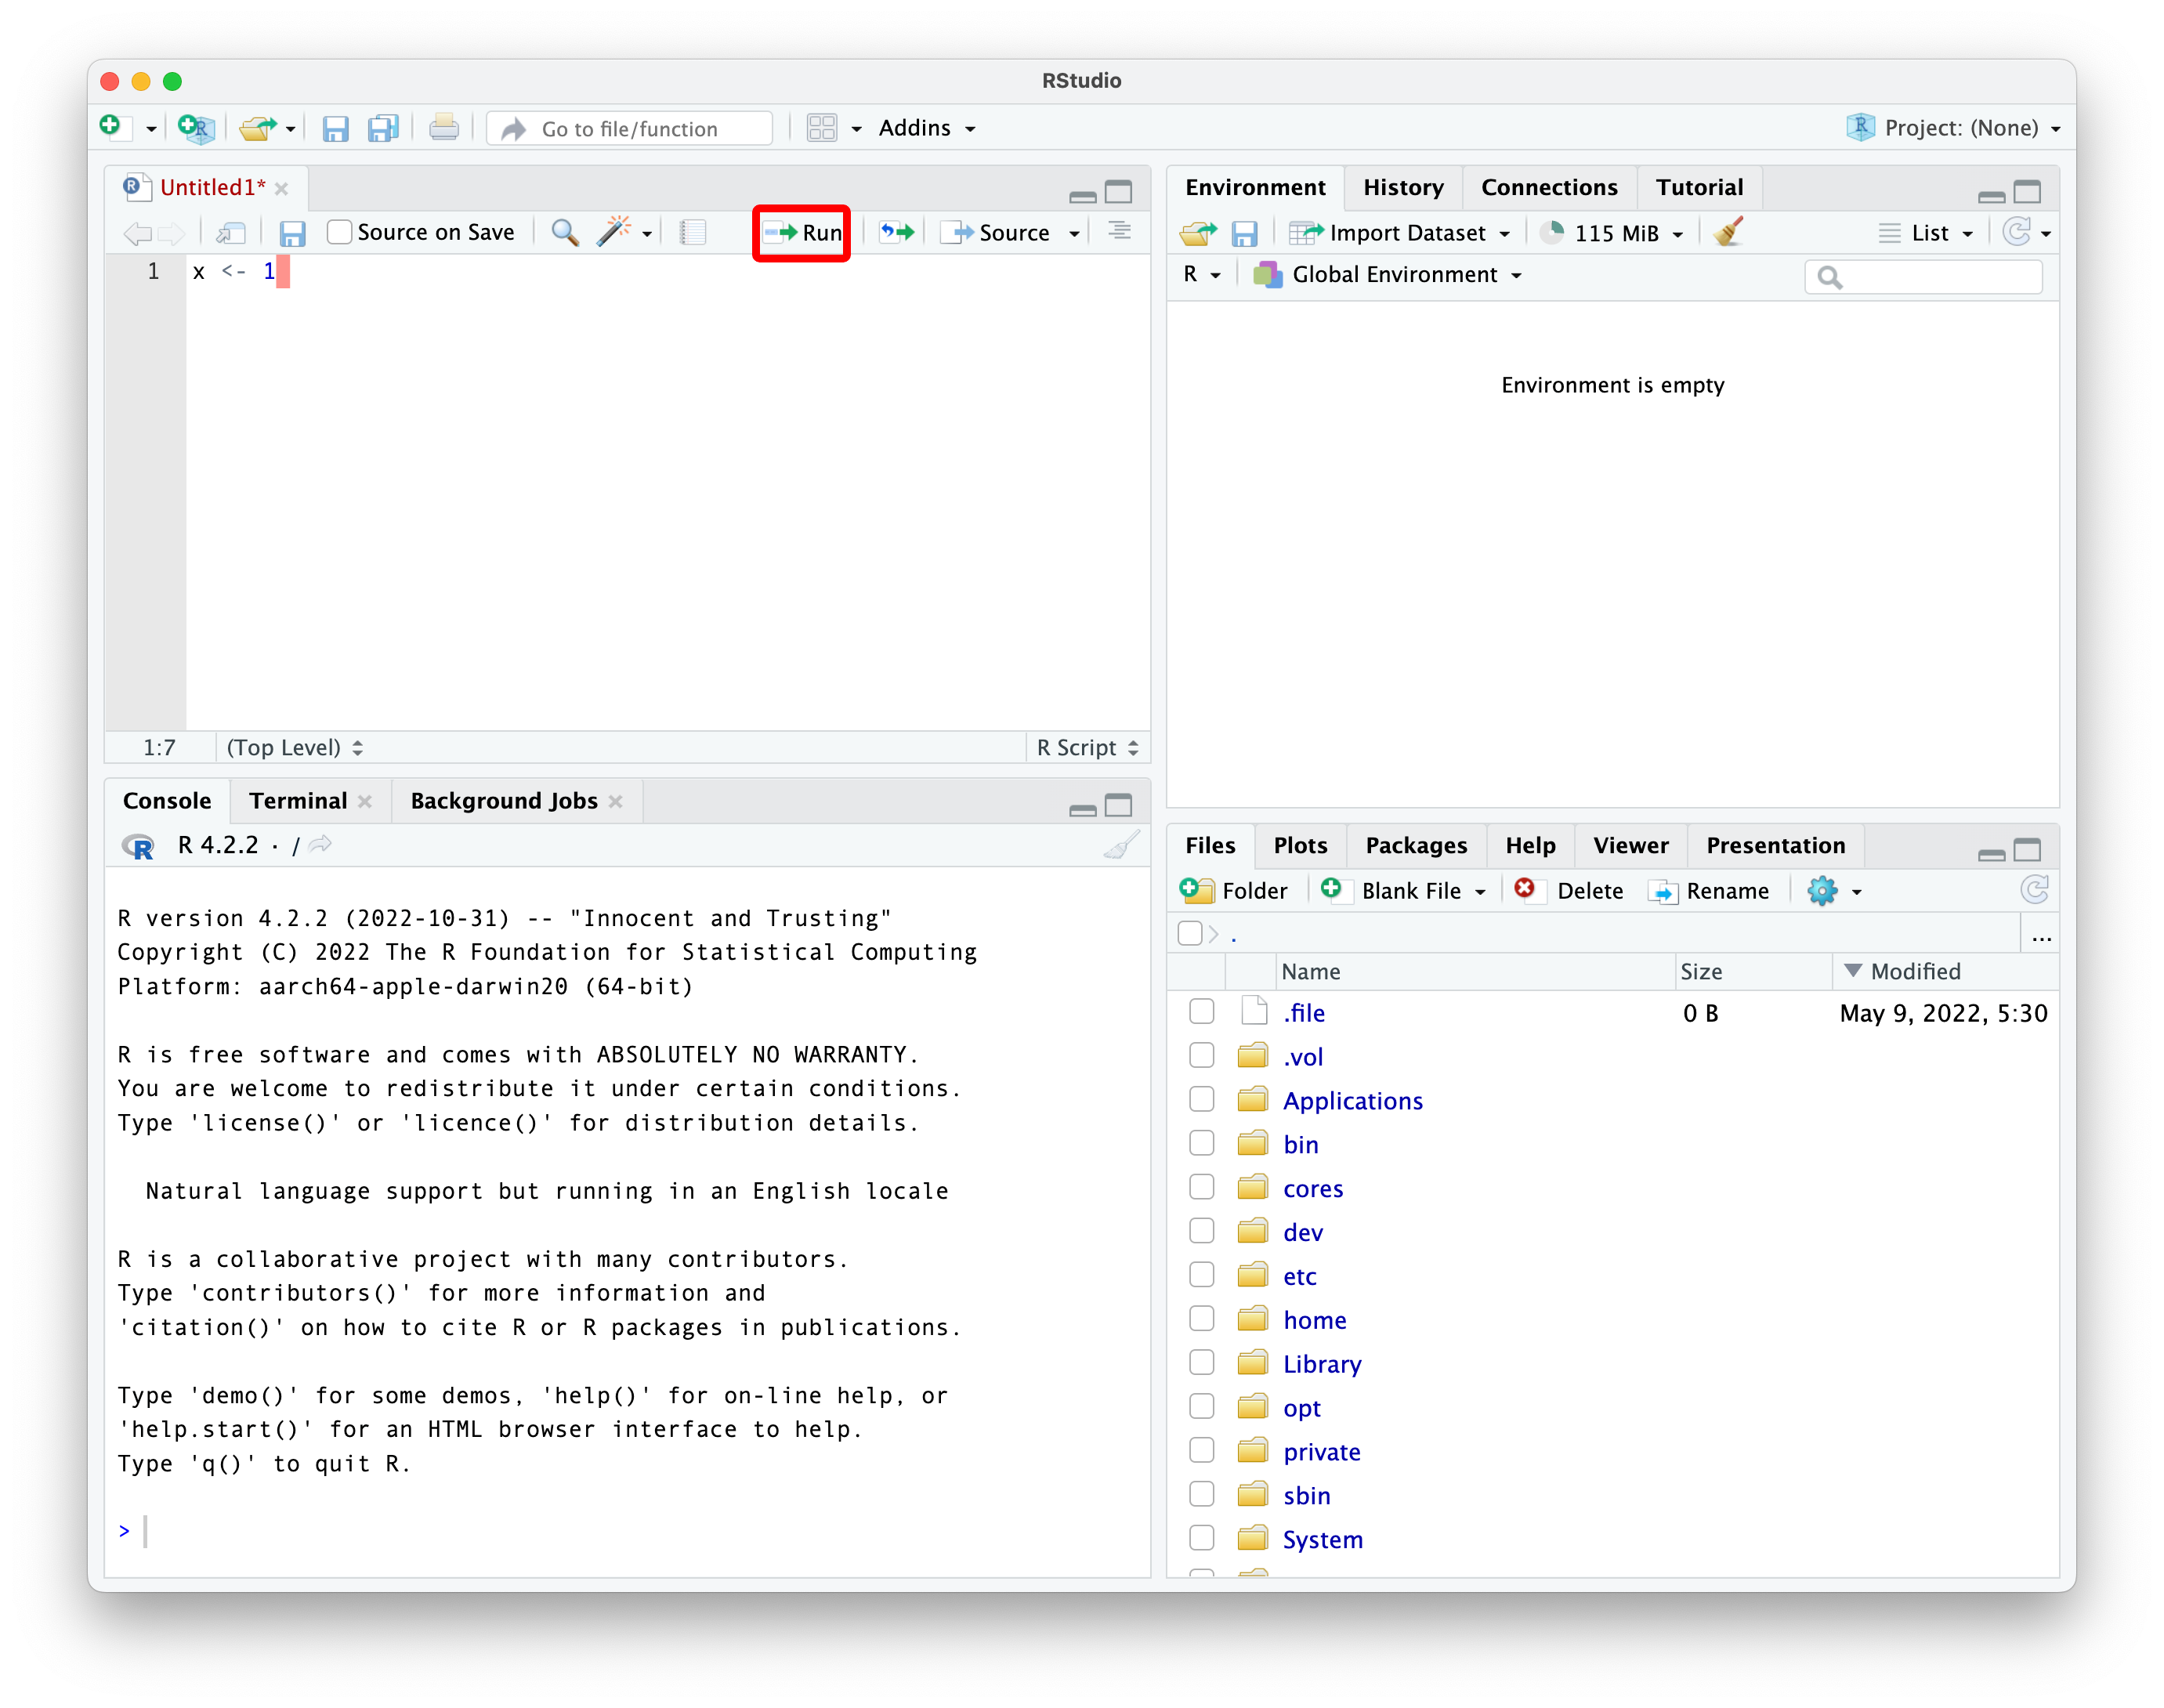 RStudio
Go to file/function
Addins
Project: (None)
Untitled1*
Source on Save
Run
Source
1 x <- 1
1:7 (Top Level) R Script
Console Terminal Background Jobs
R 4.2.2 · /
R version 4.2.2 (2022-10-31) -- "Innocent and Trusting"
Copyright (C) 2022 The R Foundation for Statistical Computing
Platform: aarch64-apple-darwin20 (64-bit)
R is free software and comes with ABSOLUTELY NO WARRANTY.
You are welcome to redistribute it under certain conditions.
Type 'license()' or 'licence()' for distribution details.
Natural language support but running in an English locale
R is a collaborative project with many contributors.
Type 'contributors()' for more information and
'citation()' on how to cite R or R packages in publications.
Type 'demo()' for some demos, 'help()' for on-line help, or
'help.start()' for an HTML browser interface to help.
Type 'q()' to quit R.
>
Environment History Connections Tutorial
Import Dataset 115 MiB List
R Global Environment
Environment is empty
Files Plots Packages Help Viewer Presentation
Folder Blank File Delete Rename
. ...
Name Size Modified
.file 0 B May 9, 2022, 5:30
.vol
Applications
bin
cores
dev
etc
home
Library
opt
private
sbin
System